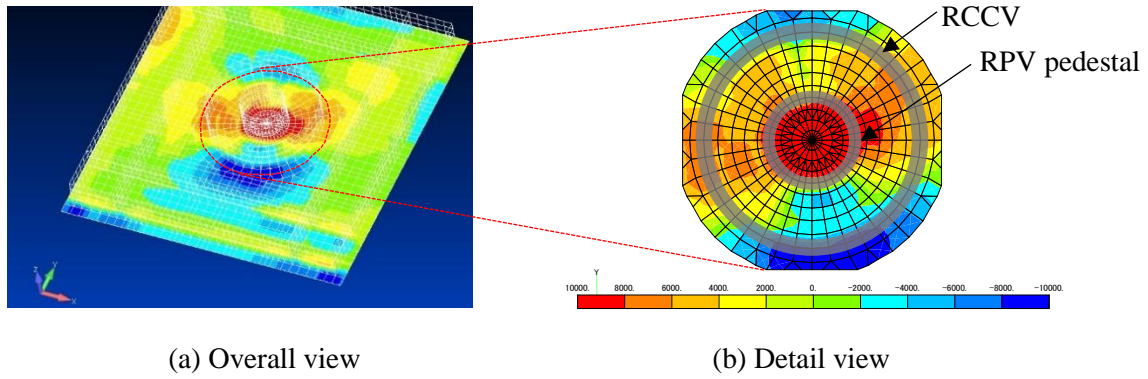 RCCV
RPV pedestal
Z
Y
X
Y
10000. 8000. 6000. 4000. 2000. 0. -2000. -4000. -6000. -8000. -10000.
(a) Overall view
(b) Detail view